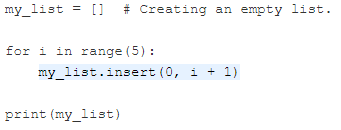 my_list = []  # Creating an empty list.
for i in range(5):
    my_list.insert(0, i + 1)
print(my_list)